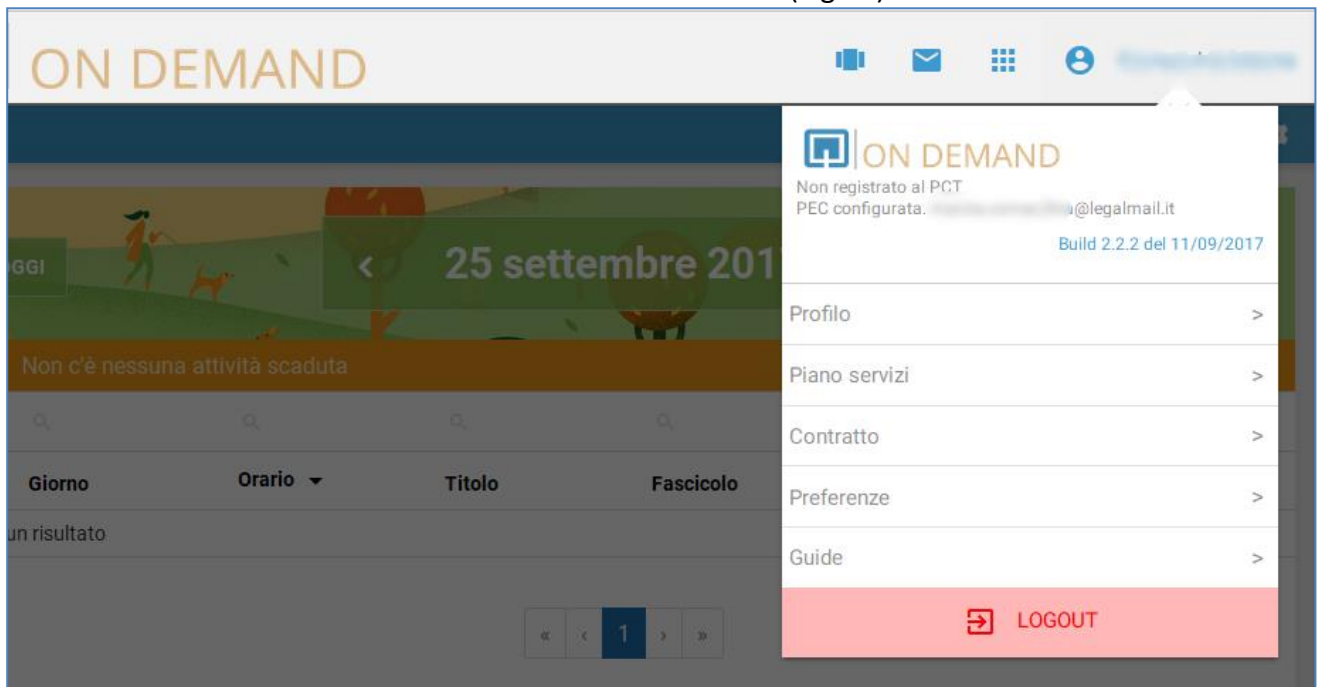 ON DEMAND
ON DEMAND
Non registrato al PCT
PEC configurata. @legalmail.it
Build 2.2.2 del 11/09/2017
OGGI
< 25 settembre 201
Non c'è nessuna attività scaduta
Giorno Orario Titolo Fascicolo
un risultato
« ‹ 1 › »
Profilo >
Piano servizi >
Contratto >
Preferenze >
Guide >
LOGOUT